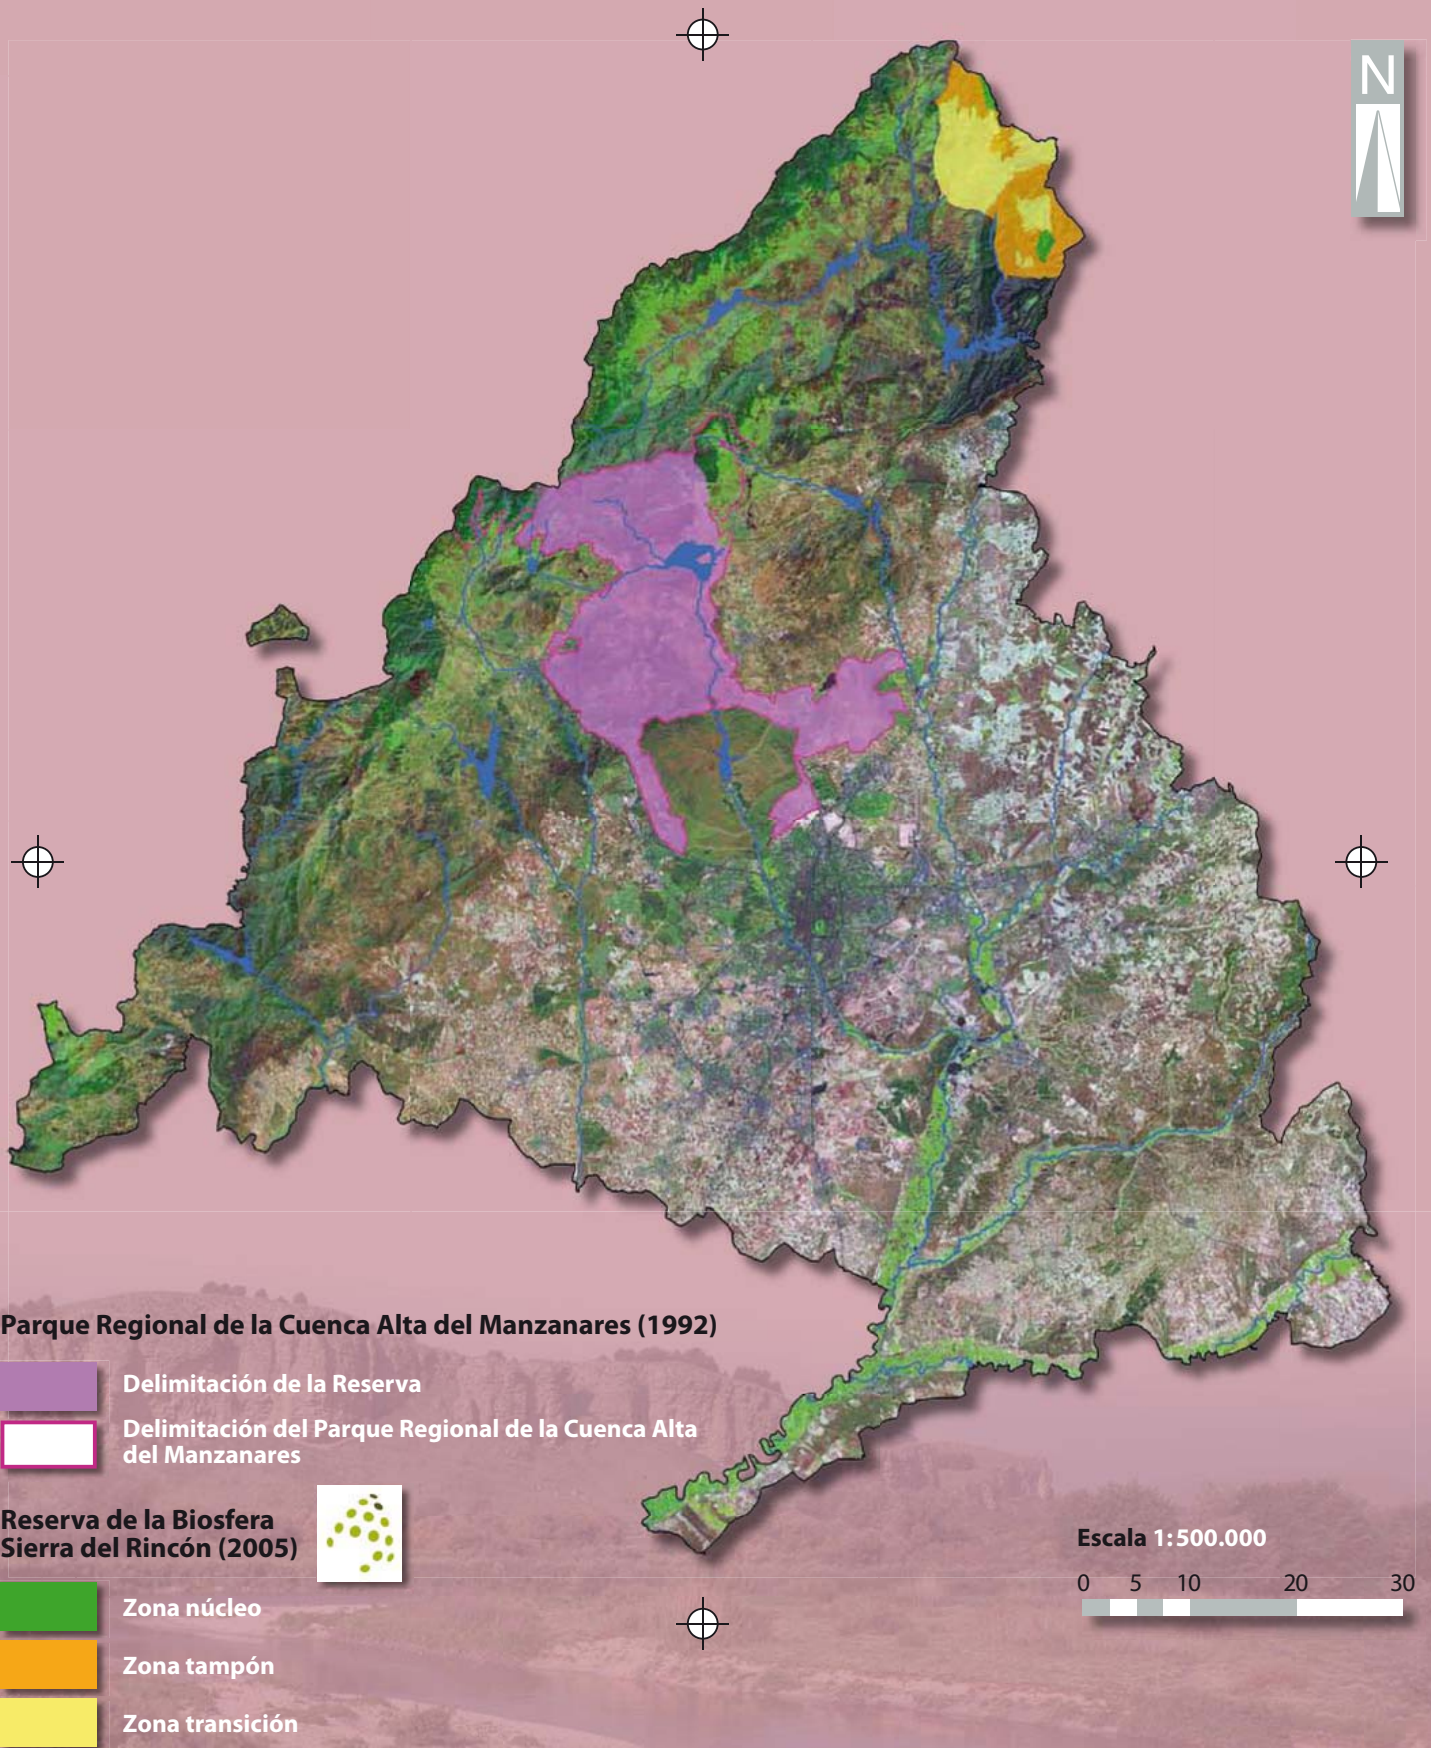 N
Parque Regional de la Cuenca Alta del Manzanares (1992)
Delimitación de la Reserva
Delimitación del Parque Regional de la Cuenca Alta
del Manzanares
Reserva de la Biosfera
Sierra del Rincón (2005)
Zona núcleo
Zona tampón
Zona transición
Escala 1:500.000
0 5 10 20 30